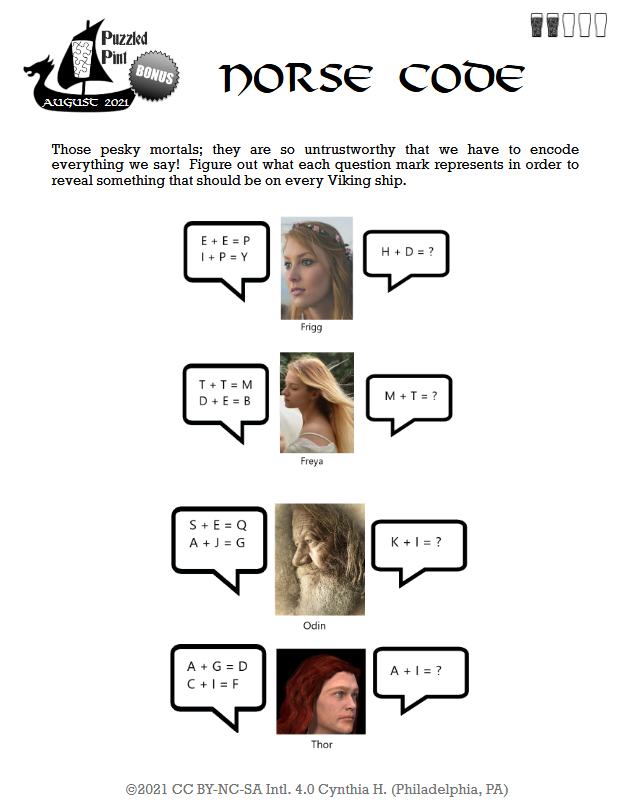 Puzzled
Pint
BONUS
AUGUST 2021
NORSE CODE
Those pesky mortals; they are so untrustworthy that we have to encode
everything we say! Figure out what each question mark represents in order to
reveal something that should be on every Viking ship.
E + E = P
I + P = Y
H + D = ?
Frigg
T + T = M
D + E = B
M + T = ?
Freya
S + E = Q
A + J = G
K + I = ?
Odin
A + G = D
C + I = F
A + I = ?
Thor
©2021 CC BY-NC-SA Intl. 4.0 Cynthia H. (Philadelphia, PA)